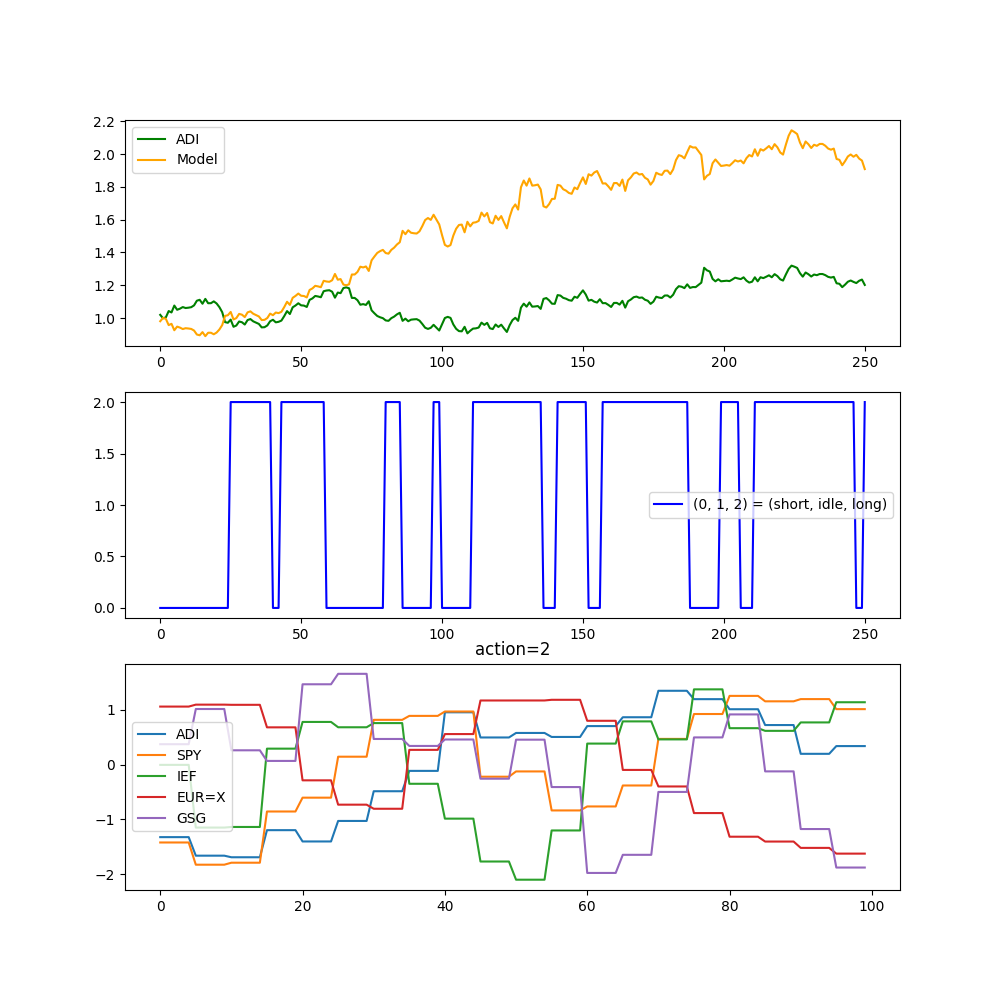 2.2
2.0
1.8
1.6
1.4
1.2
1.0
ADI
Model
0 50 100 150 200 250
2.0
1.5
1.0
0.5
0.0
(0, 1, 2) = (short, idle, long)
0 50 100 150 200 250
action=2
1
0
−1
−2
ADI
SPY
IEF
EUR=X
GSG
0 20 40 60 80 100